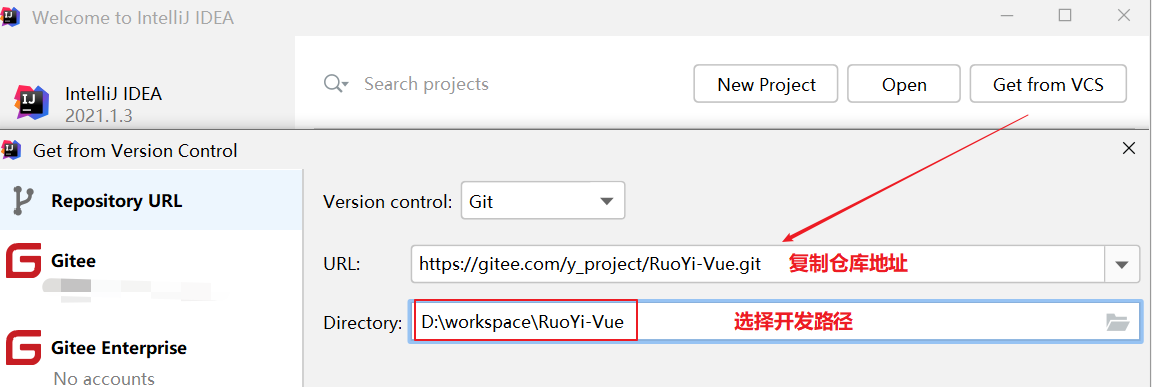 Welcome to IntelliJ IDEA
IntelliJ IDEA
2021.1.3
Search projects
New Project
Open
Get from VCS
Get from Version Control
Repository URL
Gitee
Gitee Enterprise
No accounts
Version control: Git
URL: https://gitee.com/y_project/RuoYi-Vue.git 复制仓库地址
Directory: D:\workspace\RuoYi-Vue 选择开发路径